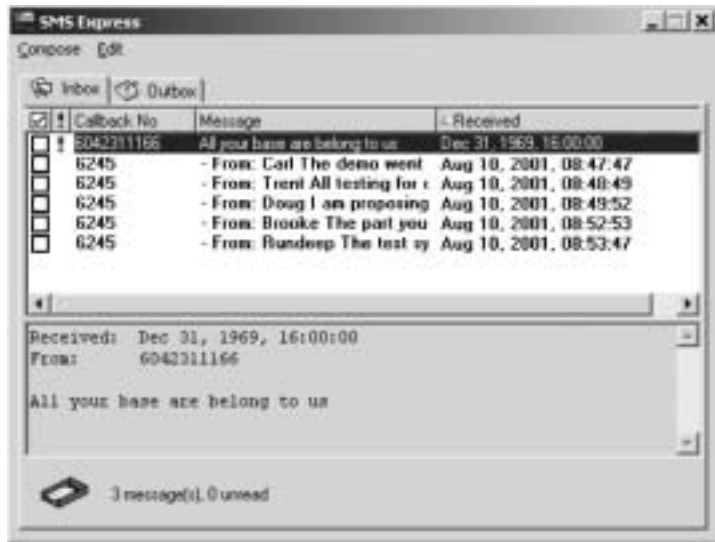 SMS Express
Compose Edit
Inbox Outbox
! Callback No Message Received
! 6042311166 All your base are belong to us Dec 31, 1969, 16:00:00
6245 - From: Carl The demo went Aug 10, 2001, 08:47:47
6245 - From: Trent All testing for Aug 10, 2001, 08:48:49
6245 - From: Doug I am proposing Aug 10, 2001, 08:49:52
6245 - From: Brooke The part you Aug 10, 2001, 08:52:53
6245 - From: Rundeep The test sy Aug 10, 2001, 08:53:47
Received: Dec 31, 1969, 16:00:00
From: 6042311166
All your base are belong to us
3 message(s), 0 unread